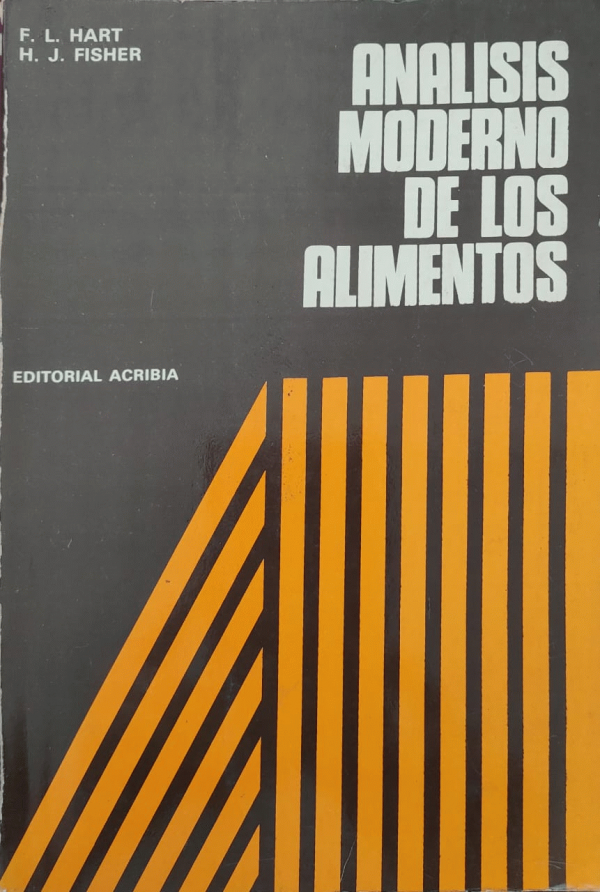 F. L. HART
H. J. FISHER
ANALISIS
MODERNO
DE LOS
ALIMENTOS
EDITORIAL ACRIBIA